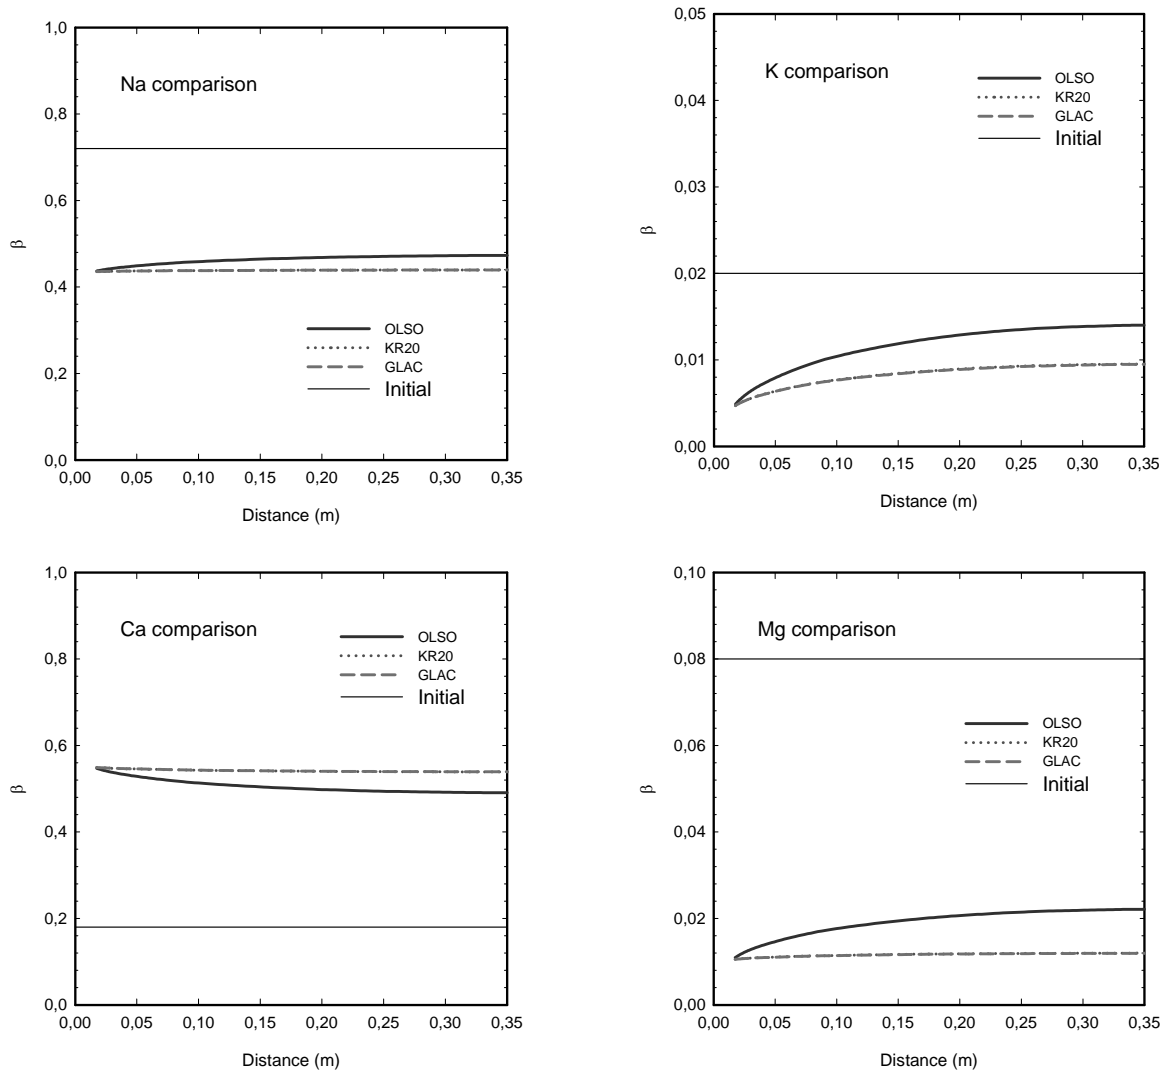 1,0
0,8
0,6
0,4
0,2
0,0
β
Na comparison
OLSO
KR20
GLAC
Initial
0,00 0,05 0,10 0,15 0,20 0,25 0,30 0,35
Distance (m)
0,05
0,04
0,03
0,02
0,01
0,00
β
K comparison
OLSO
KR20
GLAC
Initial
0,00 0,05 0,10 0,15 0,20 0,25 0,30 0,35
Distance (m)
1,0
0,8
0,6
0,4
0,2
0,0
β
Ca comparison
OLSO
KR20
GLAC
Initial
0,00 0,05 0,10 0,15 0,20 0,25 0,30 0,35
Distance (m)
0,10
0,08
0,06
0,04
0,02
0,00
β
Mg comparison
OLSO
KR20
GLAC
Initial
0,00 0,05 0,10 0,15 0,20 0,25 0,30 0,35
Distance (m)